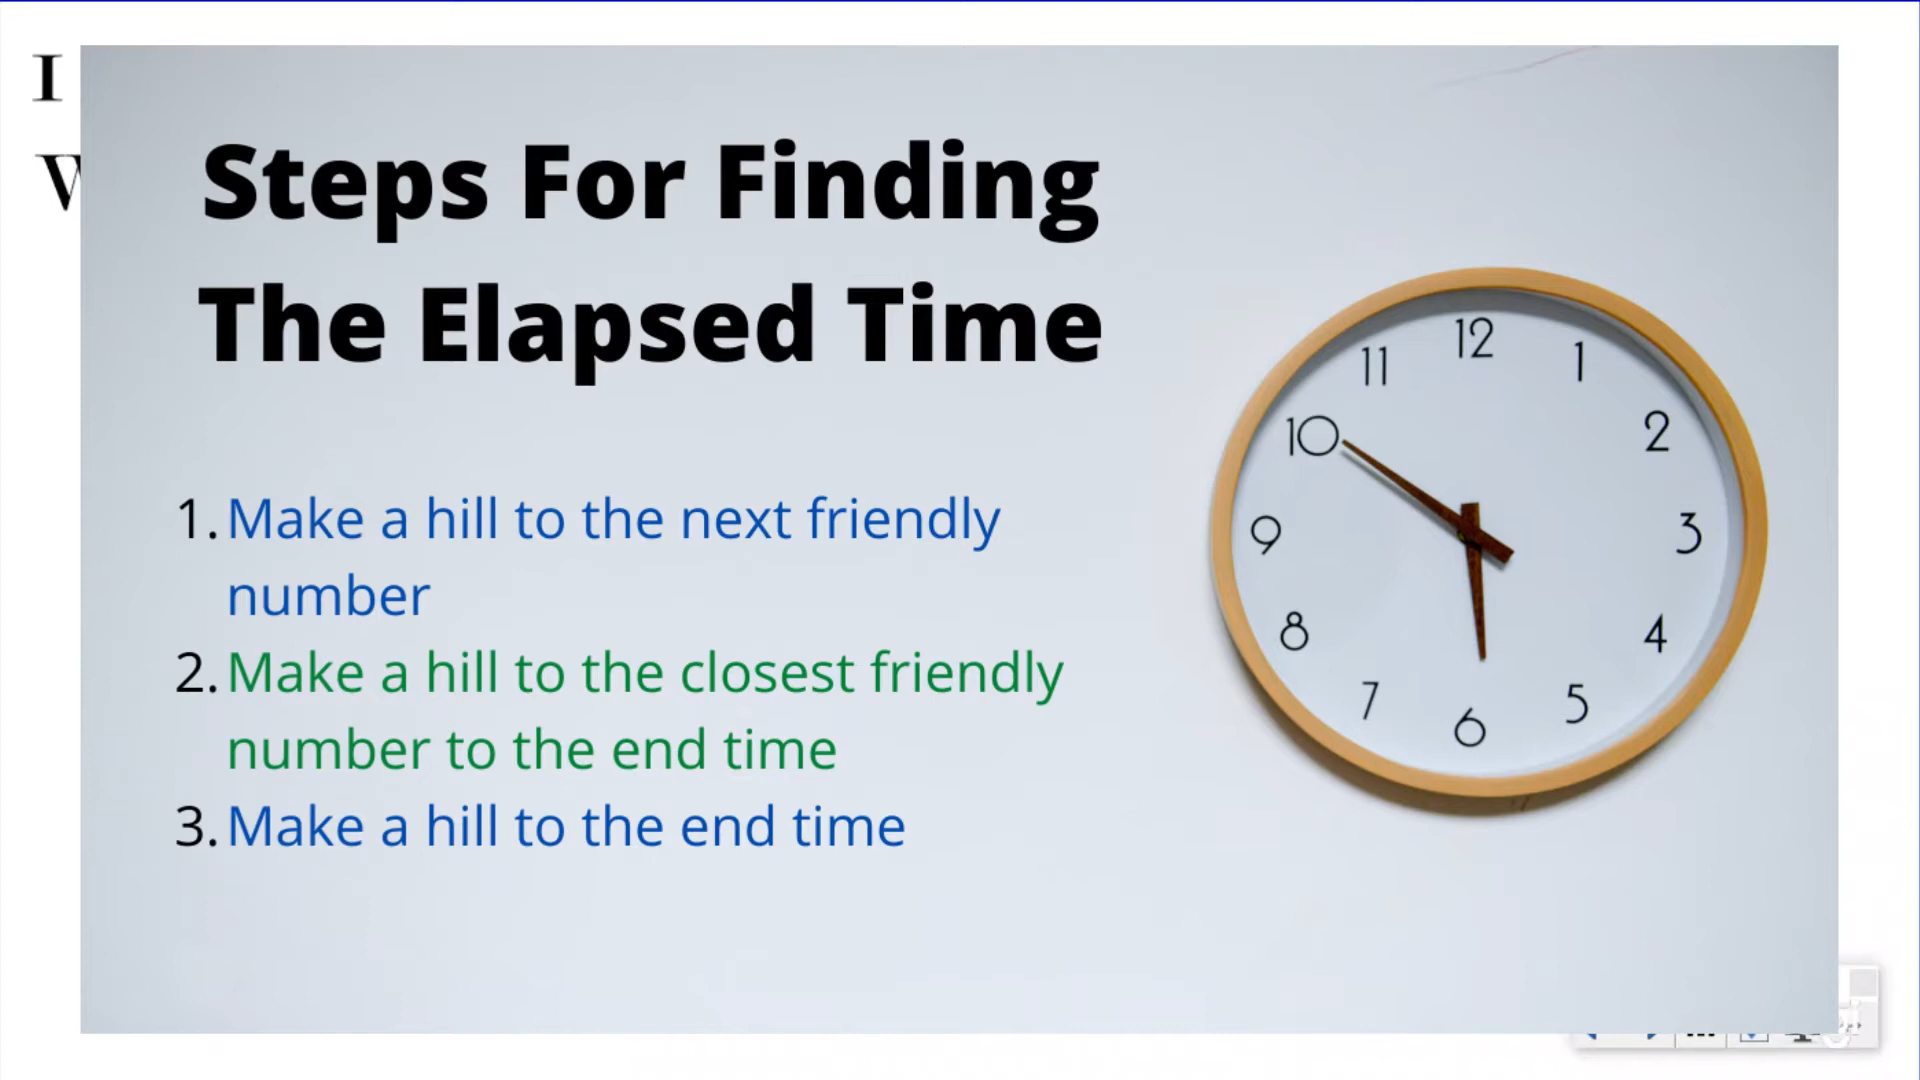 I
Steps For Finding
The Elapsed Time
1. Make a hill to the next friendly
number
2. Make a hill to the closest friendly
number to the end time
3. Make a hill to the end time
12
11
1
10
2
9
3
8
4
7
5
6